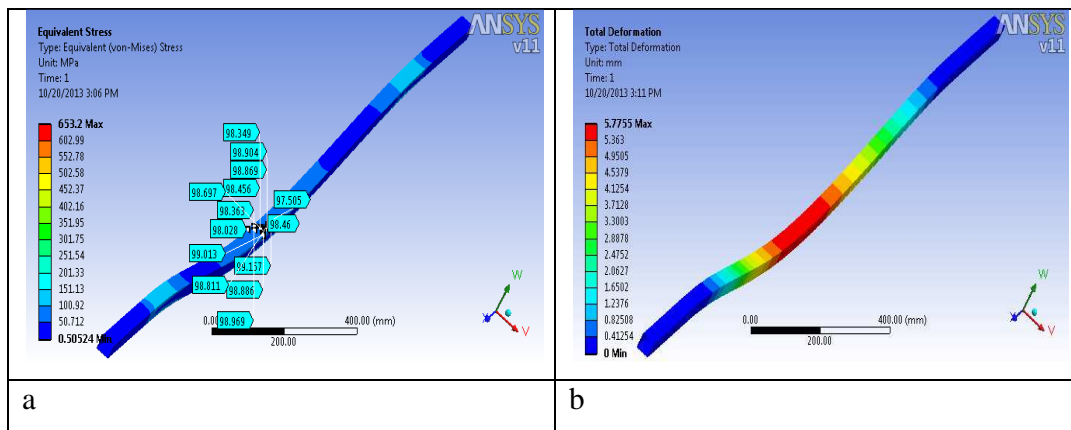 Equivalent Stress
Type: Equivalent (von-Mises) Stress
Unit: MPa
Time: 1
10/20/2013 3:06 PM
ANSYS
v11
653.2 Max
602.99
552.78
502.58
452.37
402.16
351.95
301.75
251.54
201.33
151.13
100.92
50.712
0.50524 Min
98.349
98.904
98.869
98.697
98.456
97.505
98.363
98.46
98.028
99.013
99.157
98.811
98.886
98.969
0.00
400.00 (mm)
200.00
W
X
V
a
Total Deformation
Type: Total Deformation
Unit: mm
Time: 1
10/20/2013 3:11 PM
ANSYS
v11
5.7755 Max
5.363
4.9505
4.5379
4.1254
3.7128
3.3003
2.8878
2.4752
2.0627
1.6502
1.2376
0.82508
0.41254
0 Min
0.00
400.00 (mm)
200.00
W
X
V
b